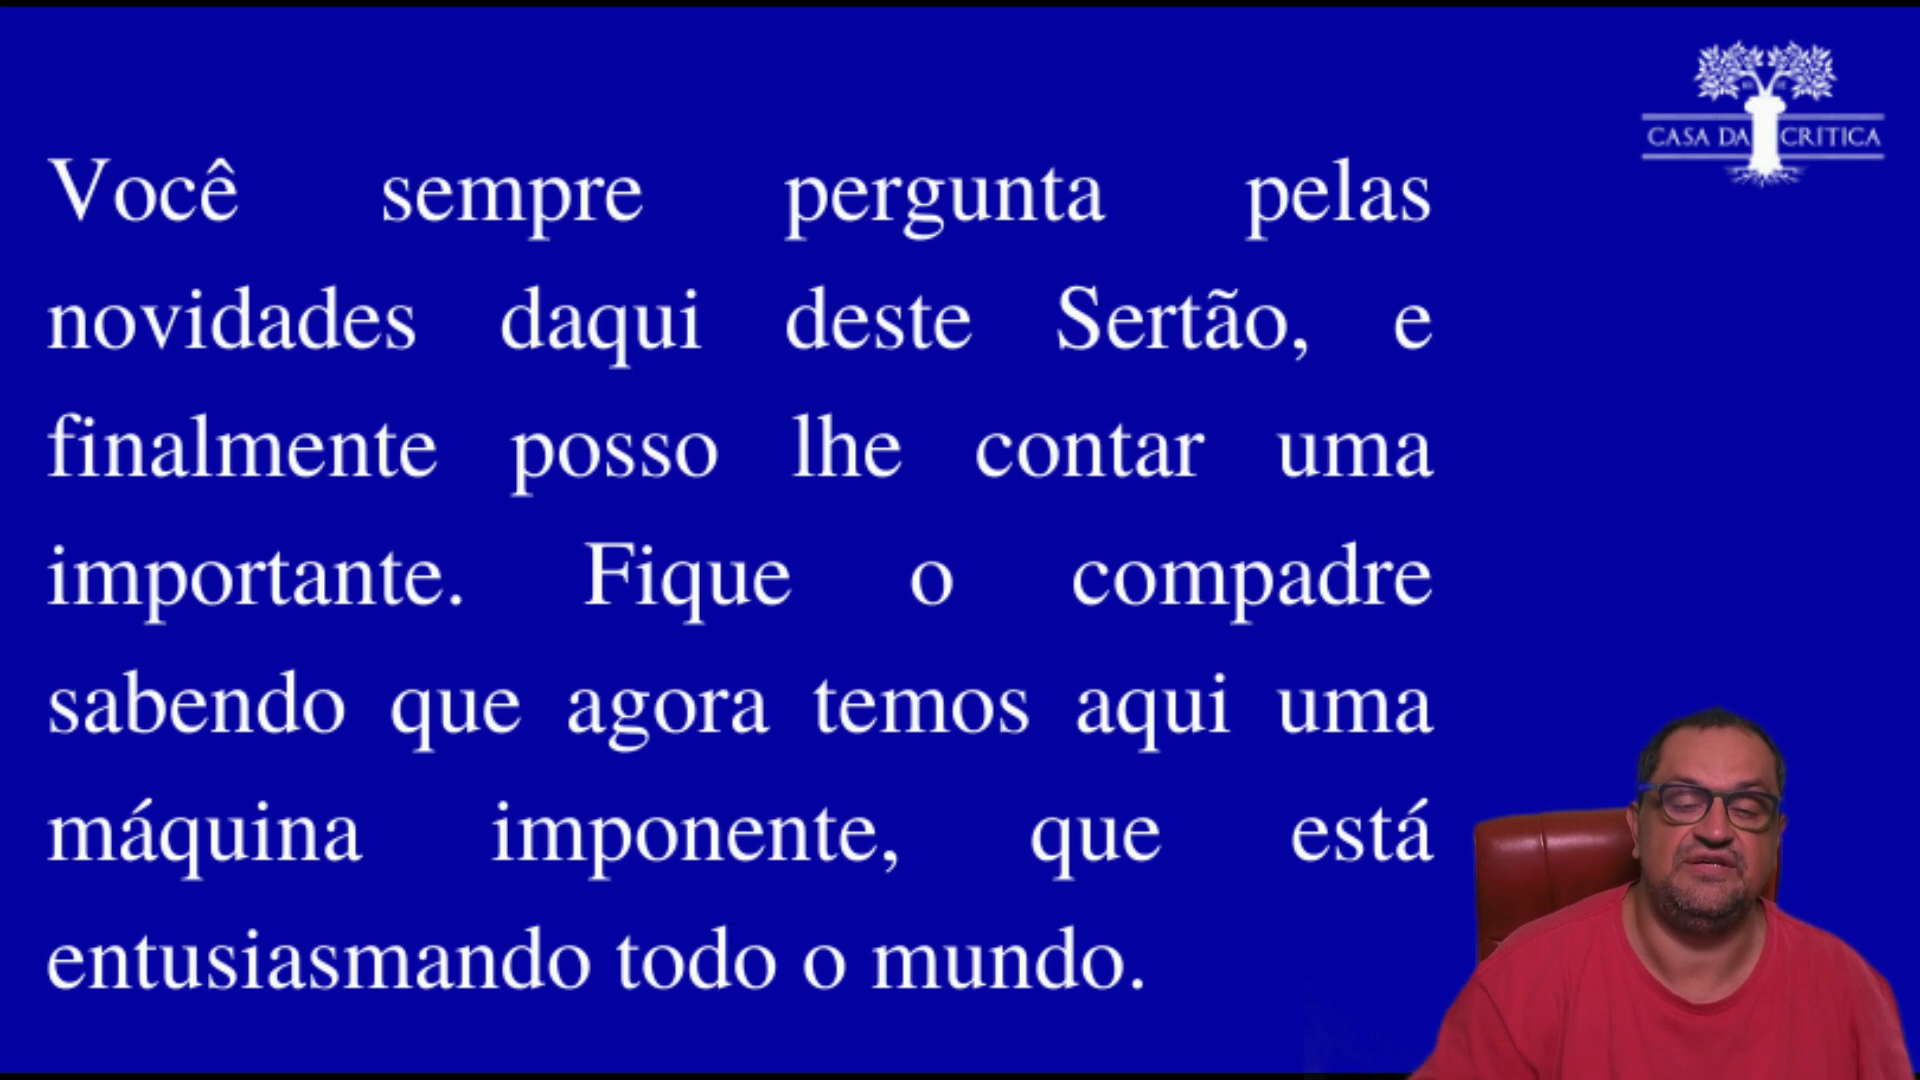 CASA DA CRÍTICA
Você sempre pergunta pelas
novidades daqui deste Sertão, e
finalmente posso lhe contar uma
importante. Fique o compadre
sabendo que agora temos aqui uma
máquina imponente, que está
entusiasmando todo o mundo.